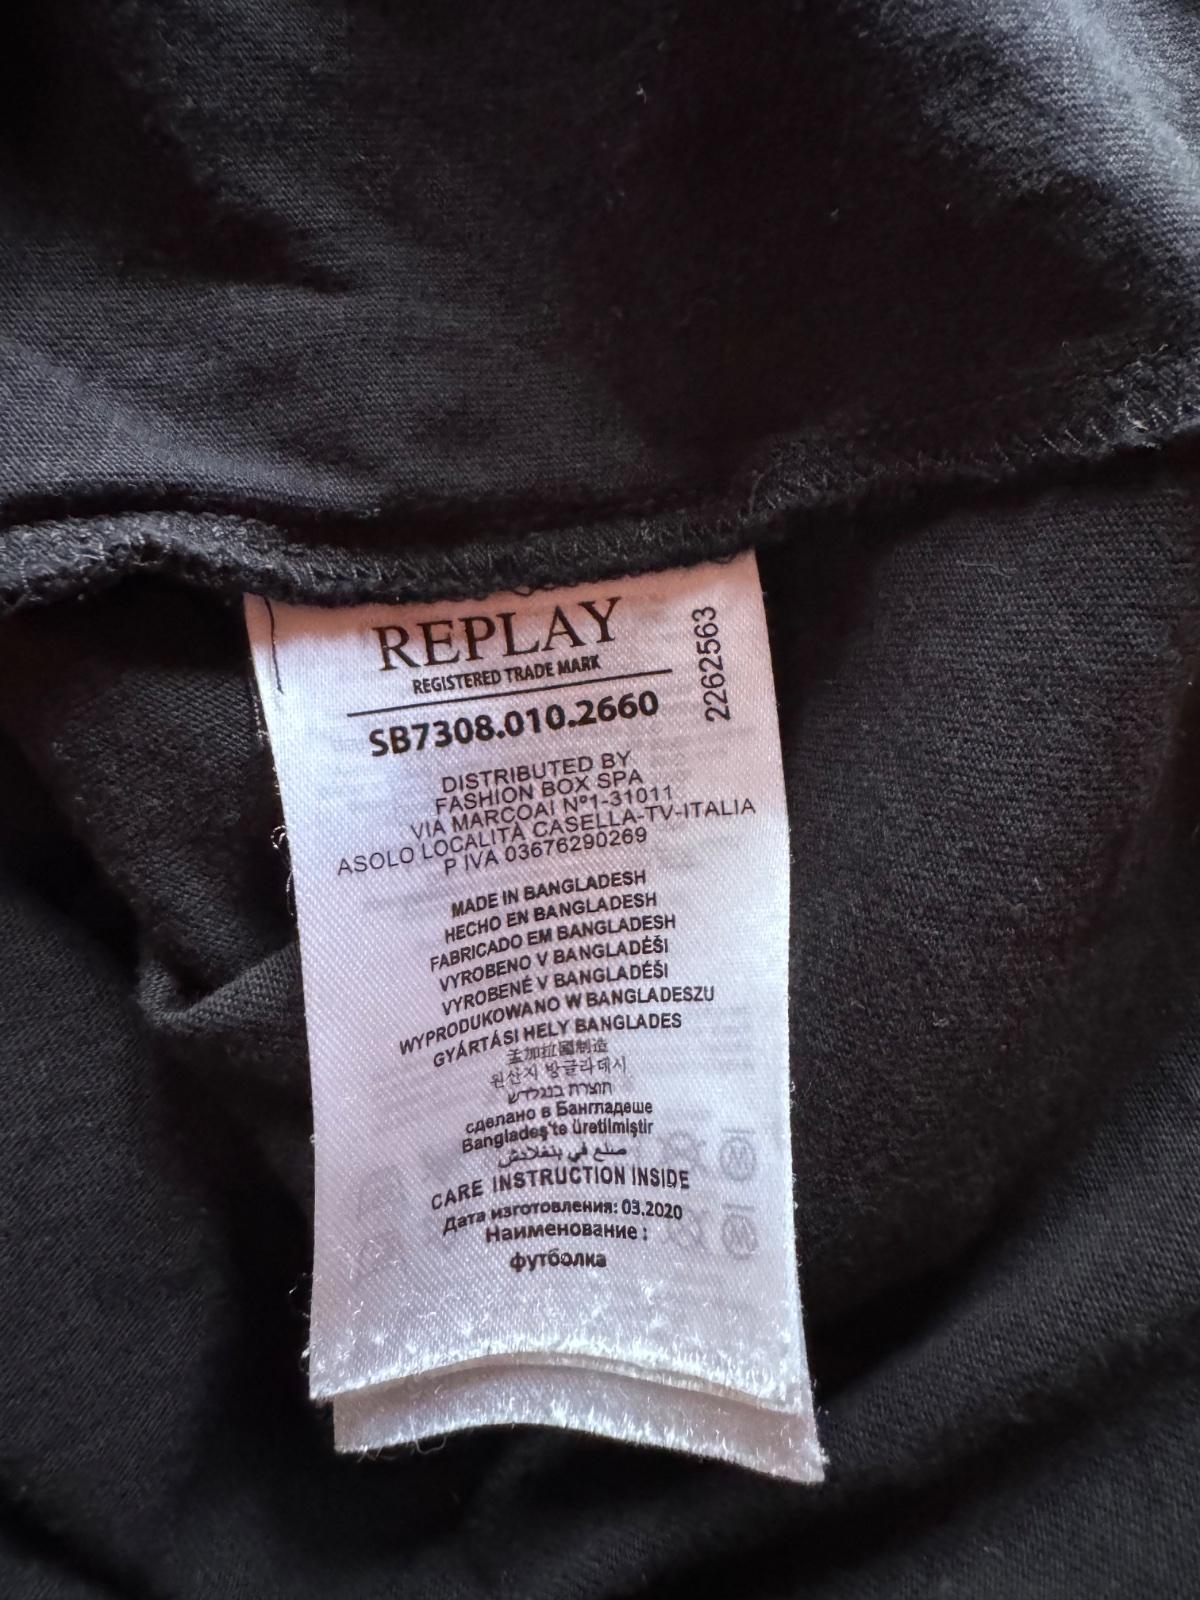 REPLAY
REGISTERED TRADE MARK
2262563
SB7308.010.2660
DISTRIBUTED BY
FASHION BOX SPA
VIA MARCOAI Nº1-31011
ASOLO LOCALITÀ CASELLA-TV-ITALIA
P IVA 03676290269
MADE IN BANGLADESH
HECHO EN BANGLADESH
FABRICADO EM BANGLADESH
VYROBENO V BANGLADÉŠI
VYROBENÉ V BANGLADÉŠI
WYPRODUKOWANO W BANGLADESZU
GYÁRTÁSI HELY BANGLADES
孟加拉國制造
원산지 방글라데시
תוצרת בנגלדש
сделано в Бангладеше
Bangladeş'te üretilmiştir
صنع في بنغلادش
CARE INSTRUCTION INSIDE
Дата изготовления: 03.2020
Наименование :
футболка